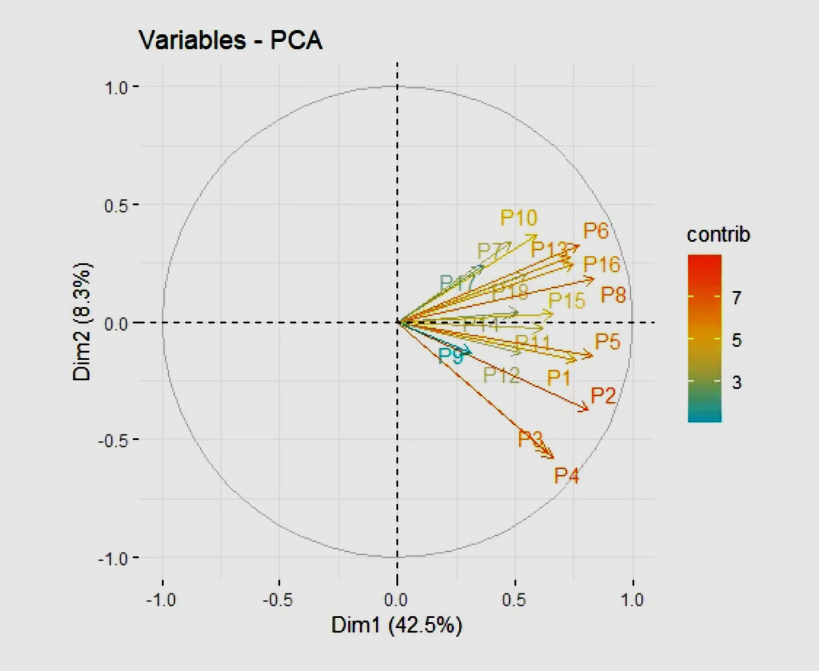 Variables - PCA
1.0
0.5
0.0
-0.5
-1.0
-1.0 -0.5 0.0 0.5 1.0
Dim1 (42.5%)
Dim2 (8.3%)
P10
P6
P7
P16
P17
P18
P8
P15
P14
P11
P5
P9
P12
P1
P2
P3
P4
contrib
7
5
3